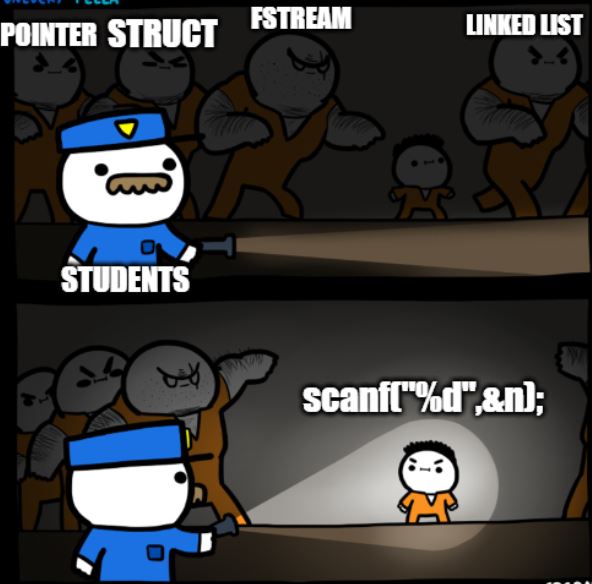 POINTER STRUCT
FSTREAM
LINKED LIST
STUDENTS
scanf("%d",&n);